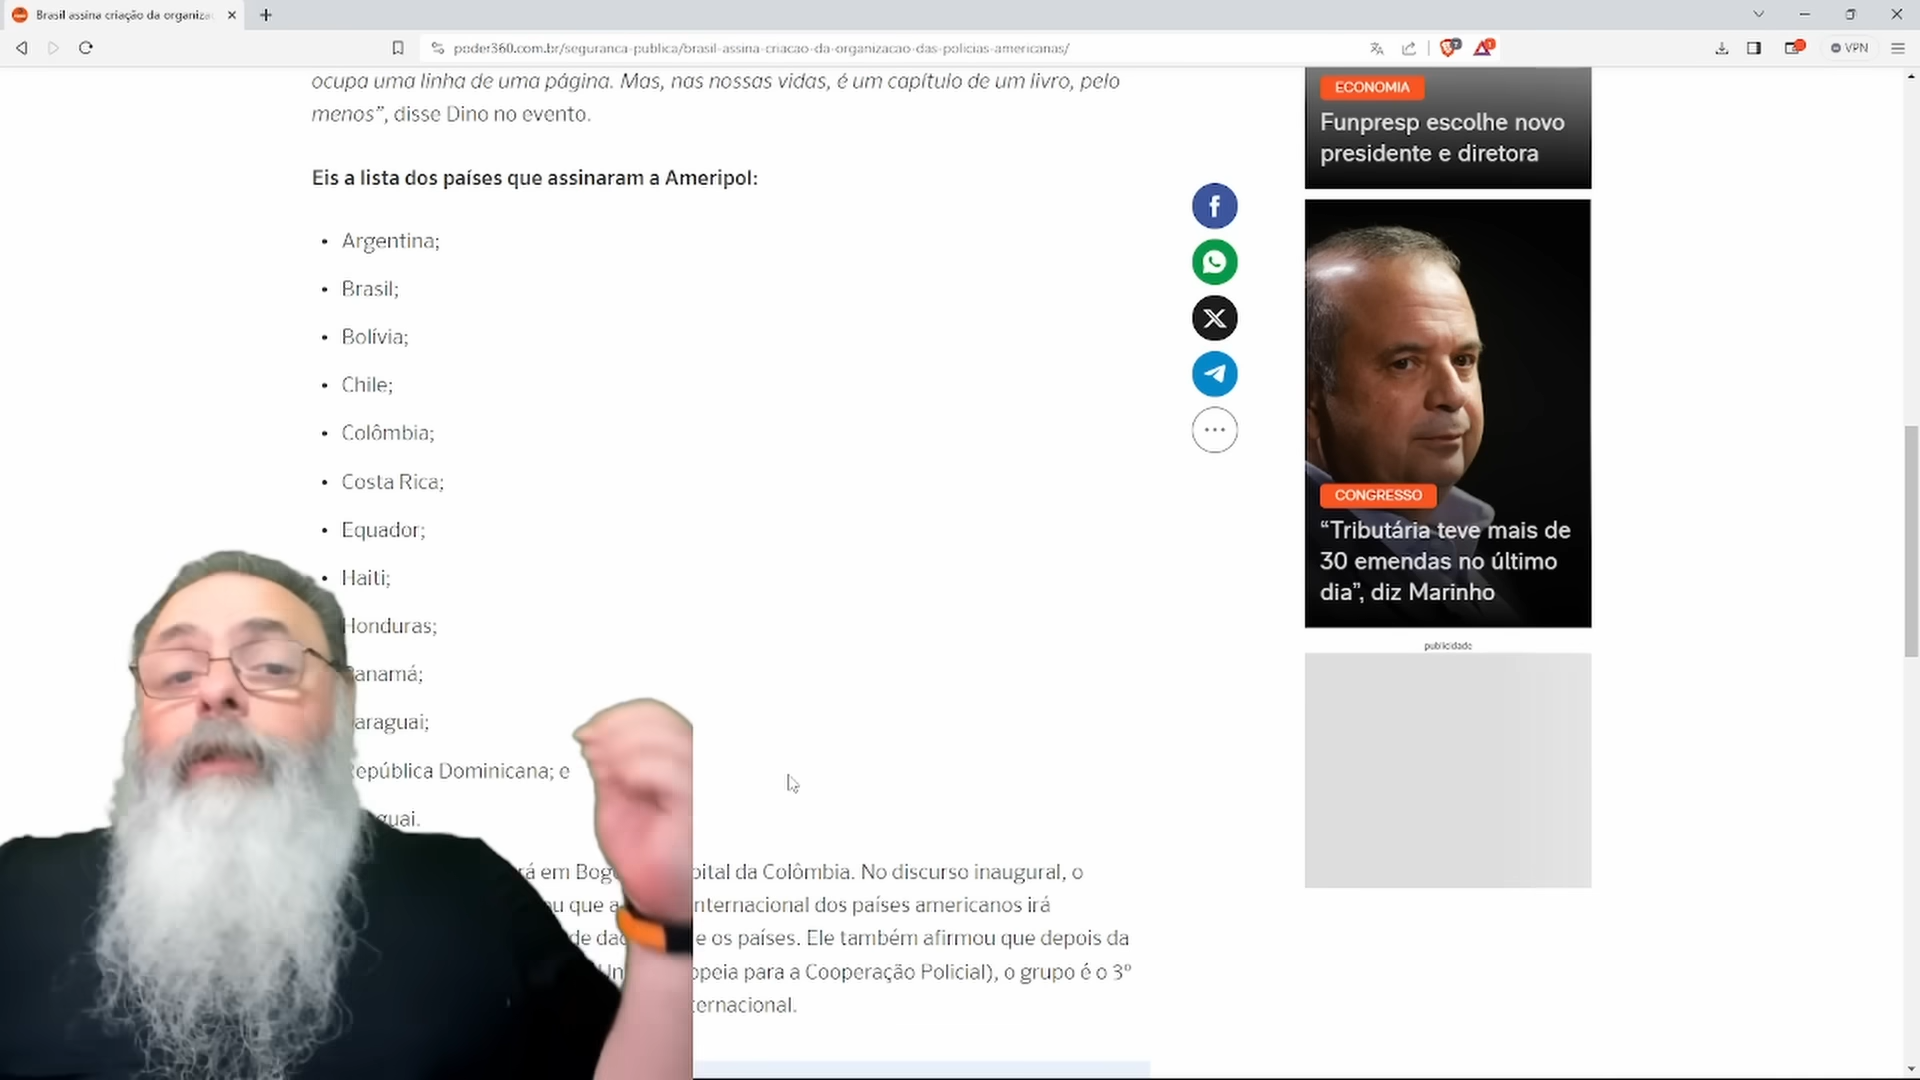 Brasil assina criação da organiza
poder360.com.br/seguranca-publica/brasil-assina-criacao-da-organizacao-das-policias-americanas/
VPN
ocupa uma linha de uma página. Mas, nas nossas vidas, é um capítulo de um livro, pelo
menos”, disse Dino no evento.
Eis a lista dos países que assinaram a Ameripol:
• Argentina;
• Brasil;
• Bolívia;
• Chile;
• Colômbia;
• Costa Rica;
• Equador;
• Haiti;
Honduras;
anamá;
araguai;
República Dominicana; e
guai.
rá em Bog pital da Colômbia. No discurso inaugural, o
u que a nternacional dos países americanos irá
de dad e os países. Ele também afirmou que depois da
Un opeia para a Cooperação Policial), o grupo é o 3º
ternacional.
ECONOMIA
Funpresp escolhe novo
presidente e diretora
CONGRESSO
“Tributária teve mais de
30 emendas no último
dia”, diz Marinho
publicidade